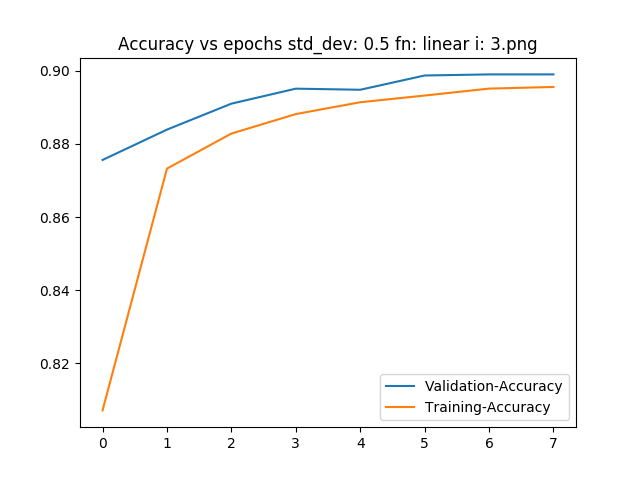 Accuracy vs epochs std_dev: 0.5 fn: linear i: 3.png
0.90
0.88
0.86
0.84
0.82
Validation-Accuracy
Training-Accuracy
0 1 2 3 4 5 6 7